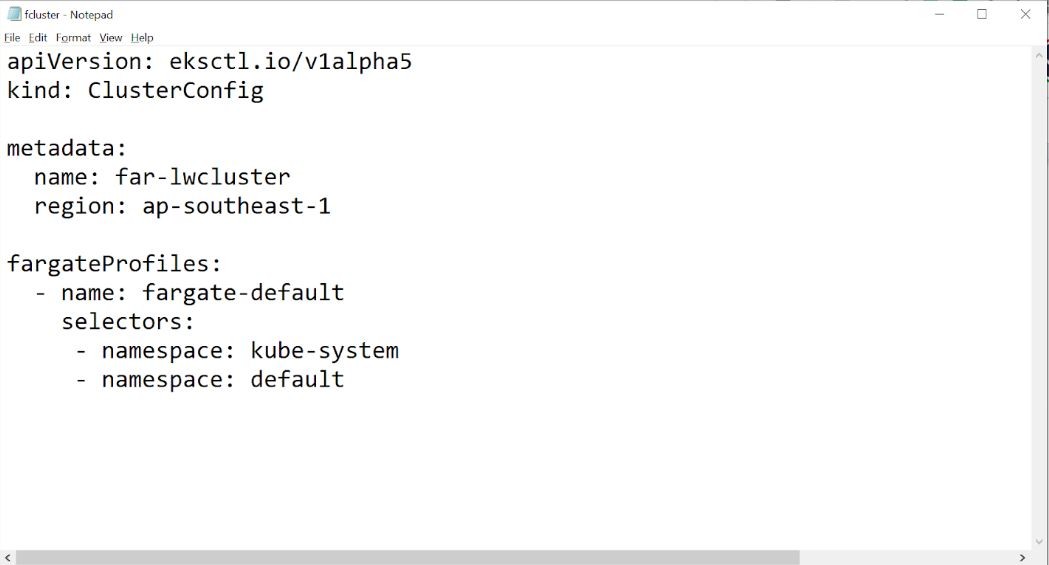 fcluster - Notepad
File Edit Format View Help
apiVersion: eksctl.io/v1alpha5
kind: ClusterConfig
metadata:
  name: far-lwcluster
  region: ap-southeast-1
fargateProfiles:
  - name: fargate-default
    selectors:
     - namespace: kube-system
     - namespace: default